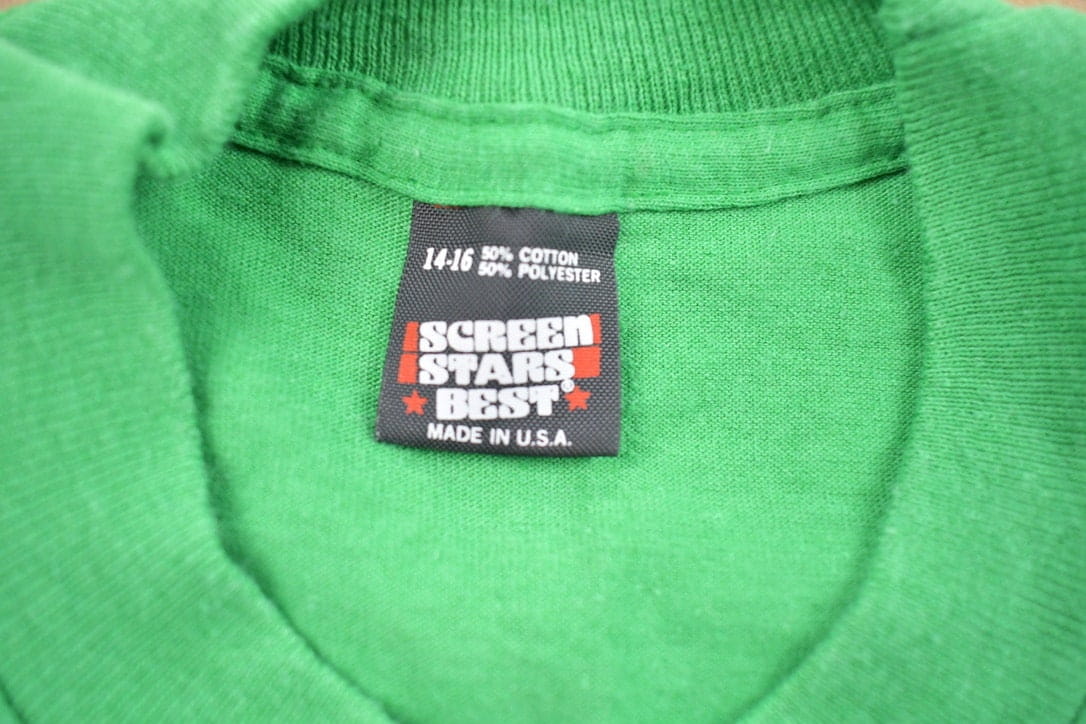 14-16 50% COTTON
50% POLYESTER
SCREEN
STARS
BEST®
MADE IN U.S.A.